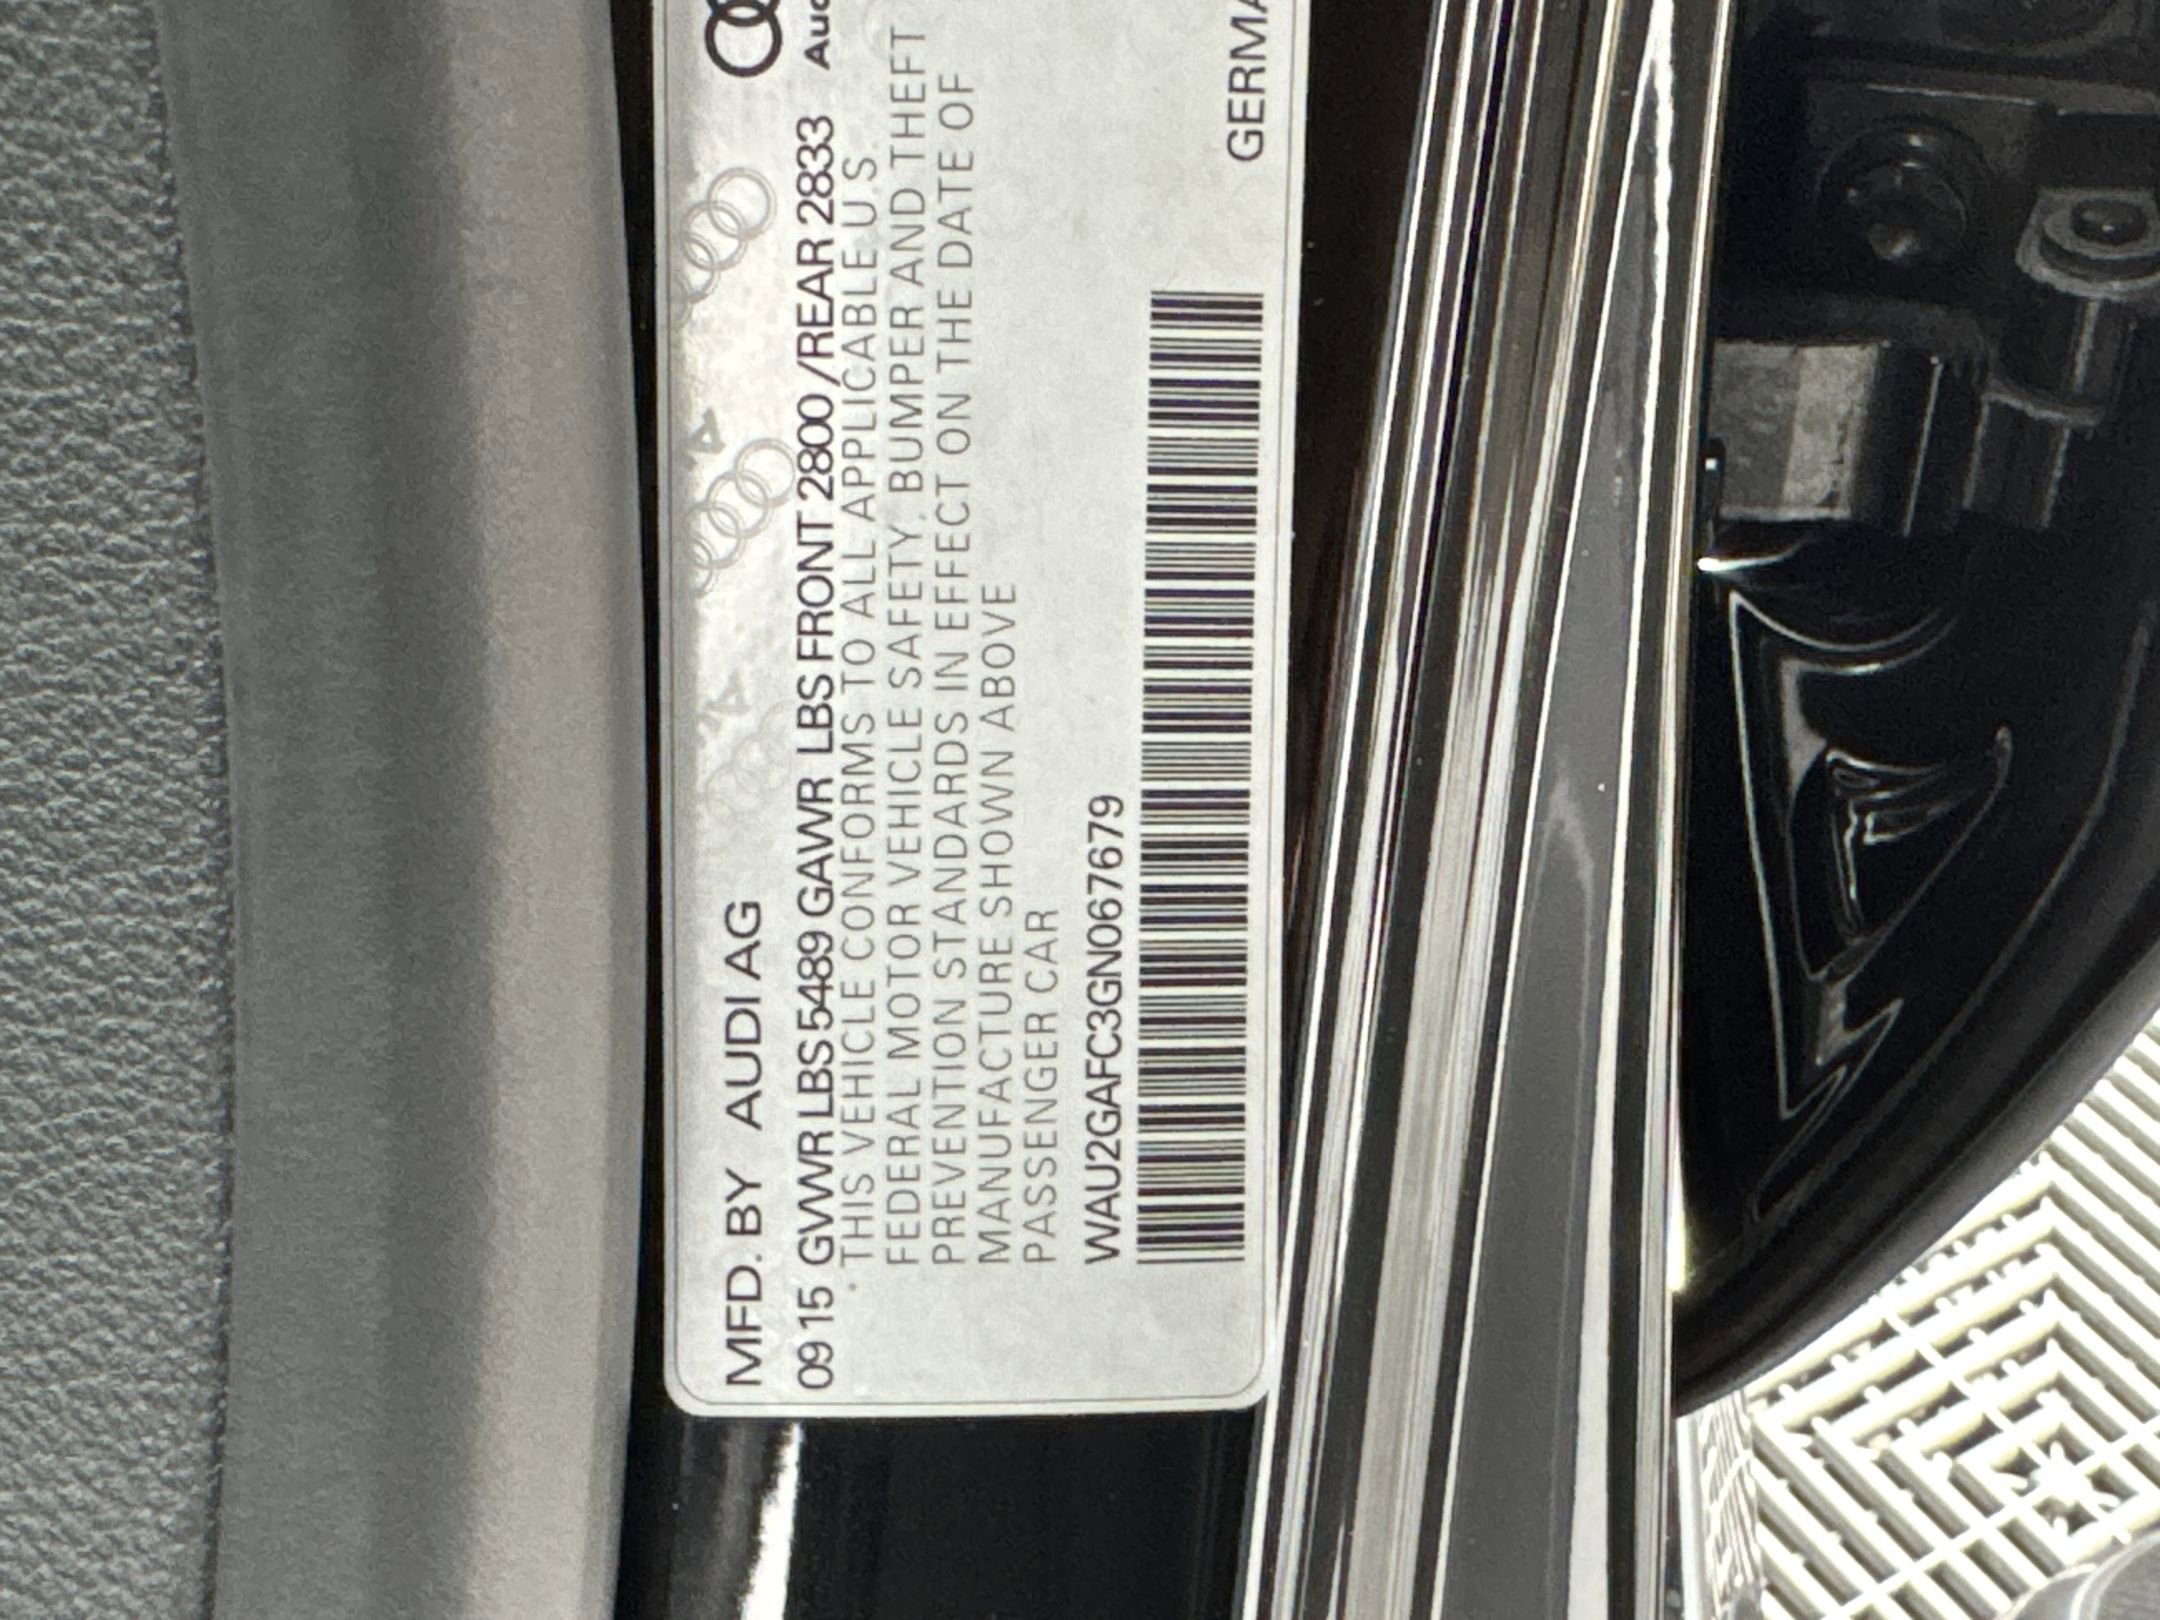 MFD. BY AUDI AG
09 15 GVWR LBS 5489 GAWR LBS FRONT 2800 /REAR 2833
THIS VEHICLE CONFORMS TO ALL APPLICABLE U.S.
FEDERAL MOTOR VEHICLE SAFETY, BUMPER AND THEFT
PREVENTION STANDARDS IN EFFECT ON THE DATE OF
MANUFACTURE SHOWN ABOVE
PASSENGER CAR
WAU2GAFC3GN067679